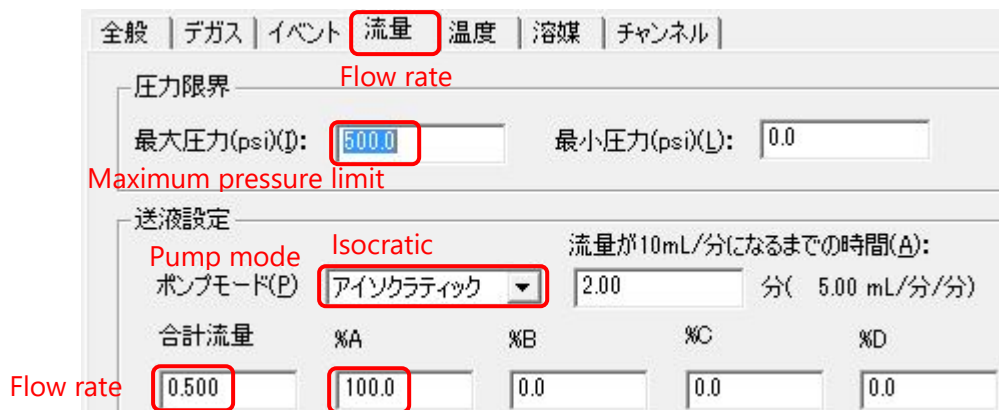 全般 デガス イベント 流量 温度 溶媒 チャンネル
Flow rate
圧力限界
最大圧力(psi)(I): 500.0 最小圧力(psi)(L): 0.0
Maximum pressure limit
送液設定
Pump mode Isocratic 流量が10mL/分になるまでの時間(A):
ポンプモード(P) アイソクラティック 2.00 分( 5.00 mL/分/分)
合計流量 %A %B %C %D
Flow rate 0.500 100.0 0.0 0.0 0.0